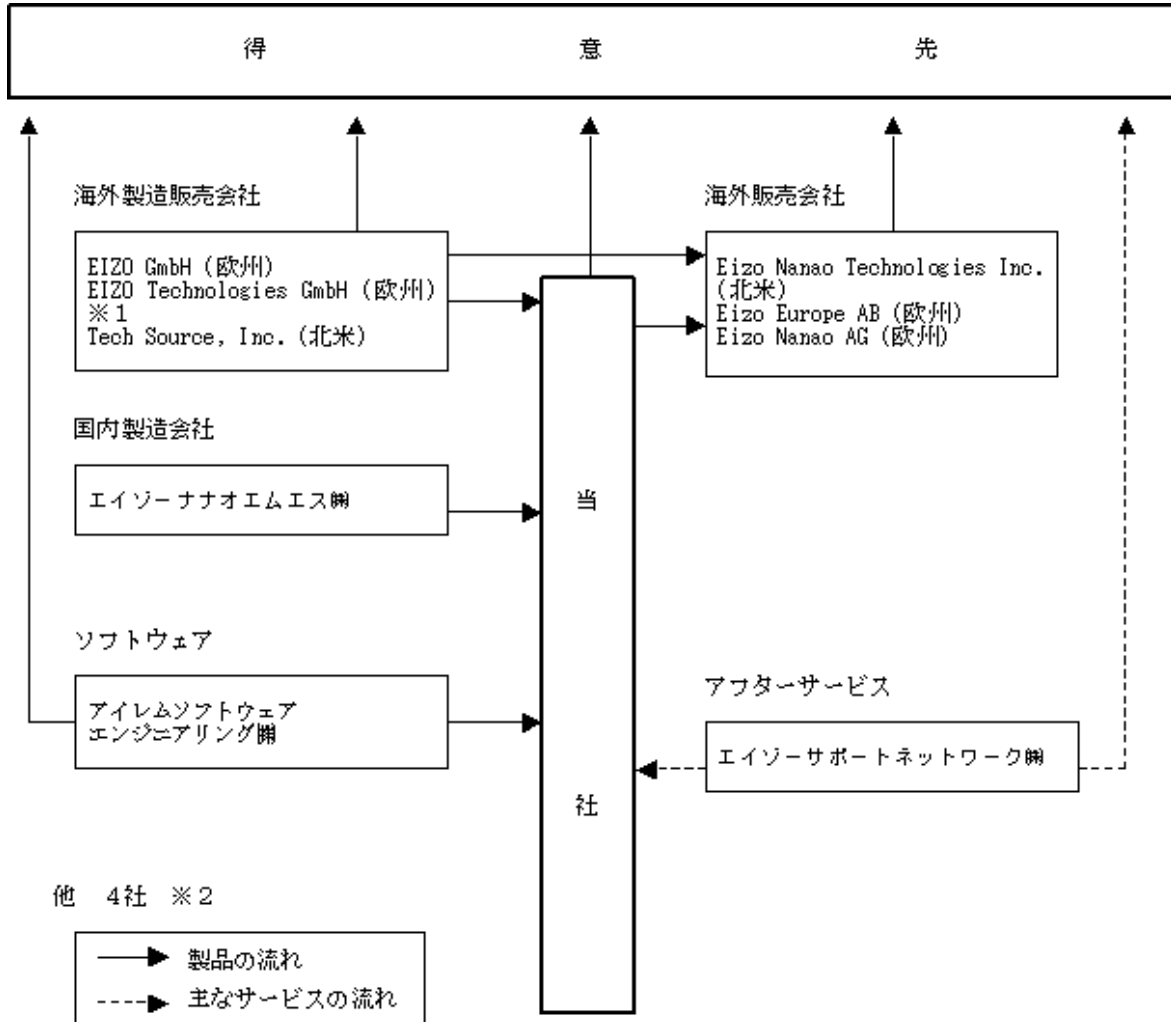 得 意 先
海外製造販売会社
海外販売会社
EIZO GmbH (欧州)
EIZO Technologies GmbH (欧州)
※1
Tech Source, Inc. (北米)
Eizo Nanao Technologies Inc.
(北米)
Eizo Europe AB (欧州)
Eizo Nanao AG (欧州)
国内製造会社
エイゾーナナオエムエス㈱
当
社
ソフトウェア
アイレムソフトウェア
エンジニアリング㈱
アフターサービス
エイゾーサポートネットワーク㈱
他 4社 ※2
製品の流れ
主なサービスの流れ